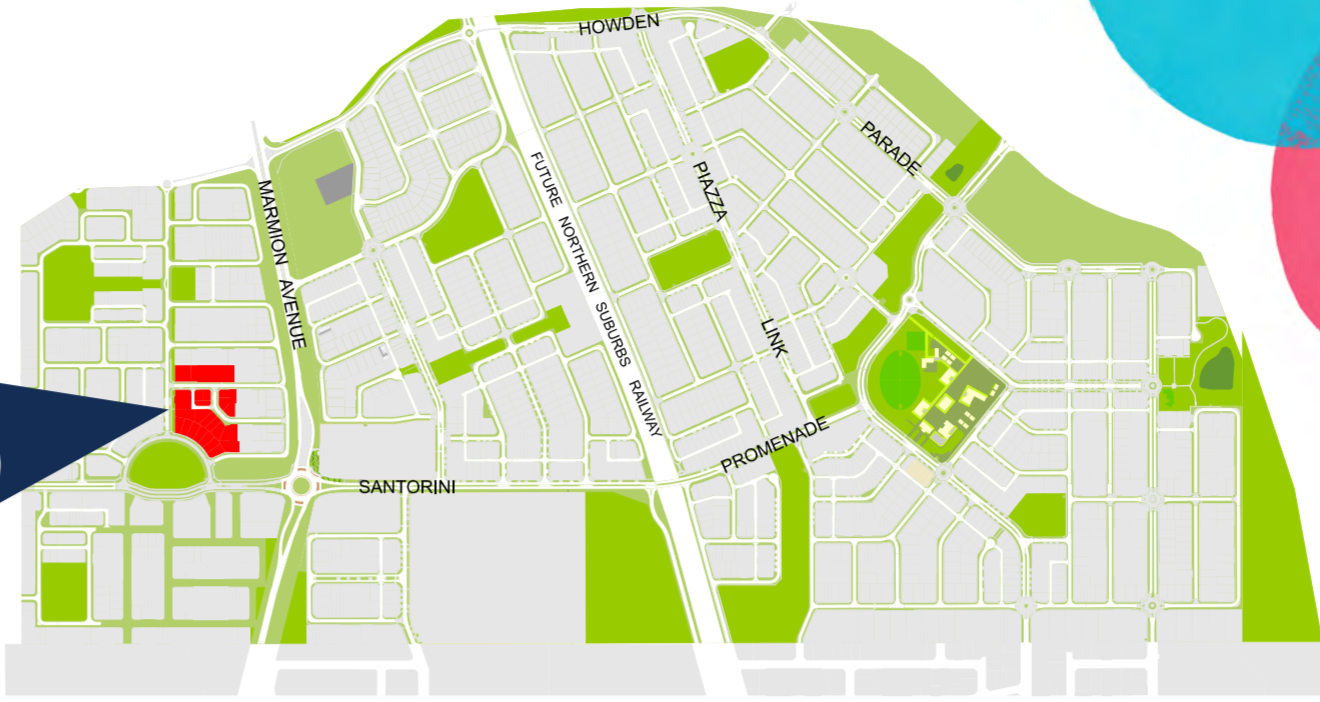 HOWDEN
PARADE
MARMION AVENUE
FUTURE NORTHERN SUBURBS RAILWAY
PIAZZA
LINK
PROMENADE
SANTORINI